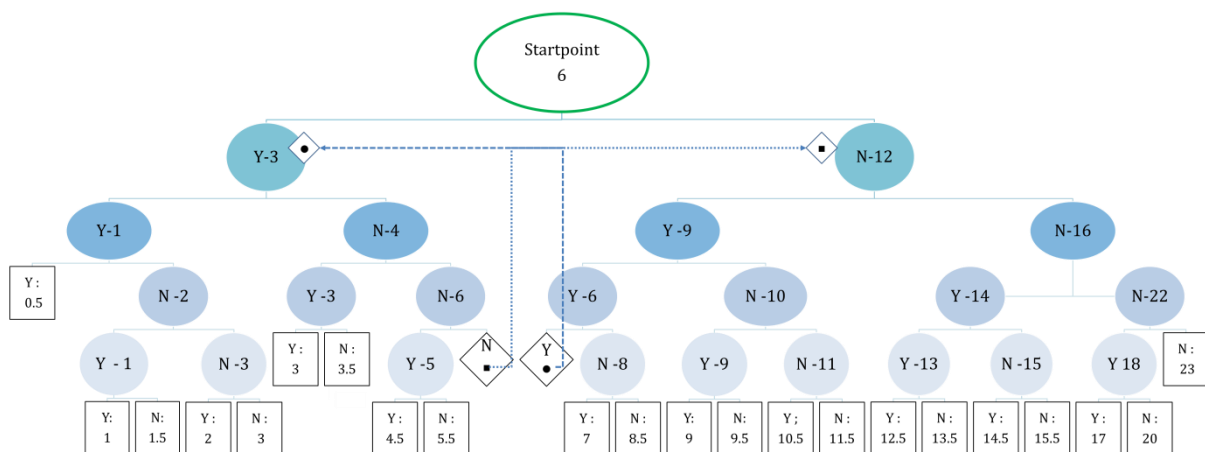 Startpoint
6
Y-3
N-12
Y-1
N-4
Y -9
N-16
Y :
0.5
N -2
Y -3
N-6
Y -6
N -10
Y -14
N-22
Y - 1
N -3
Y :
3
N :
3.5
Y -5
N
Y
N -8
Y -9
N -11
Y -13
N -15
Y 18
N :
23
Y:
1
N:
1.5
Y :
2
N :
3
Y :
4.5
N :
5.5
Y :
7
N :
8.5
Y:
9
N :
9.5
Y ;
10.5
N :
11.5
Y :
12.5
N :
13.5
Y :
14.5
N :
15.5
Y :
17
N :
20